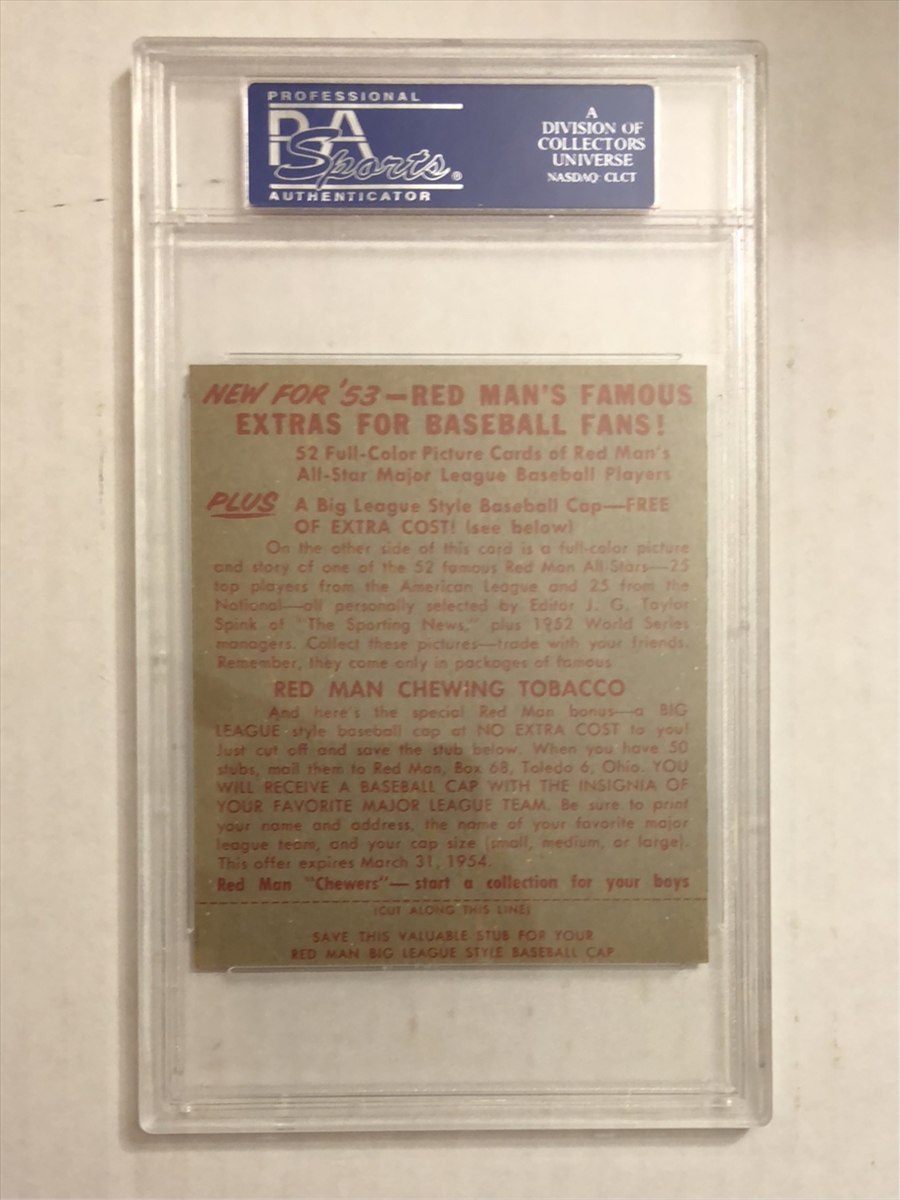 PROFESSIONAL
PSA
Sports®
AUTHENTICATOR
A
DIVISION OF
COLLECTORS
UNIVERSE
NASDAQ: CLCT
NEW FOR '53—RED MAN'S FAMOUS
EXTRAS FOR BASEBALL FANS!
52 Full-Color Picture Cards of Red Man's
All-Star Major League Baseball Players
PLUS A Big League Style Baseball Cap—FREE
OF EXTRA COST! (see below)
On the other side of this card is a full-color picture
and story of one of the 52 famous Red Man All-Stars—25
top players from the American League and 25 from the
National—all personally selected by Editor J. G. Taylor
Spink of "The Sporting News," plus 1952 World Series
managers. Collect these pictures—trade with your friends.
Remember, they come only in packages of famous
RED MAN CHEWING TOBACCO
And here's the special Red Man bonus—a BIG
LEAGUE style baseball cap at NO EXTRA COST to you!
Just cut off and save the stub below. When you have 50
stubs, mail them to Red Man, Box 68, Toledo 6, Ohio. YOU
WILL RECEIVE A BASEBALL CAP WITH THE INSIGNIA OF
YOUR FAVORITE MAJOR LEAGUE TEAM. Be sure to print
your name and address, the name of your favorite major
league team, and your cap size (small, medium, or large).
This offer expires March 31, 1954.
Red Man "Chewers"—start a collection for your boys
(CUT ALONG THIS LINE)
SAVE THIS VALUABLE STUB FOR YOUR
RED MAN BIG LEAGUE STYLE BASEBALL CAP